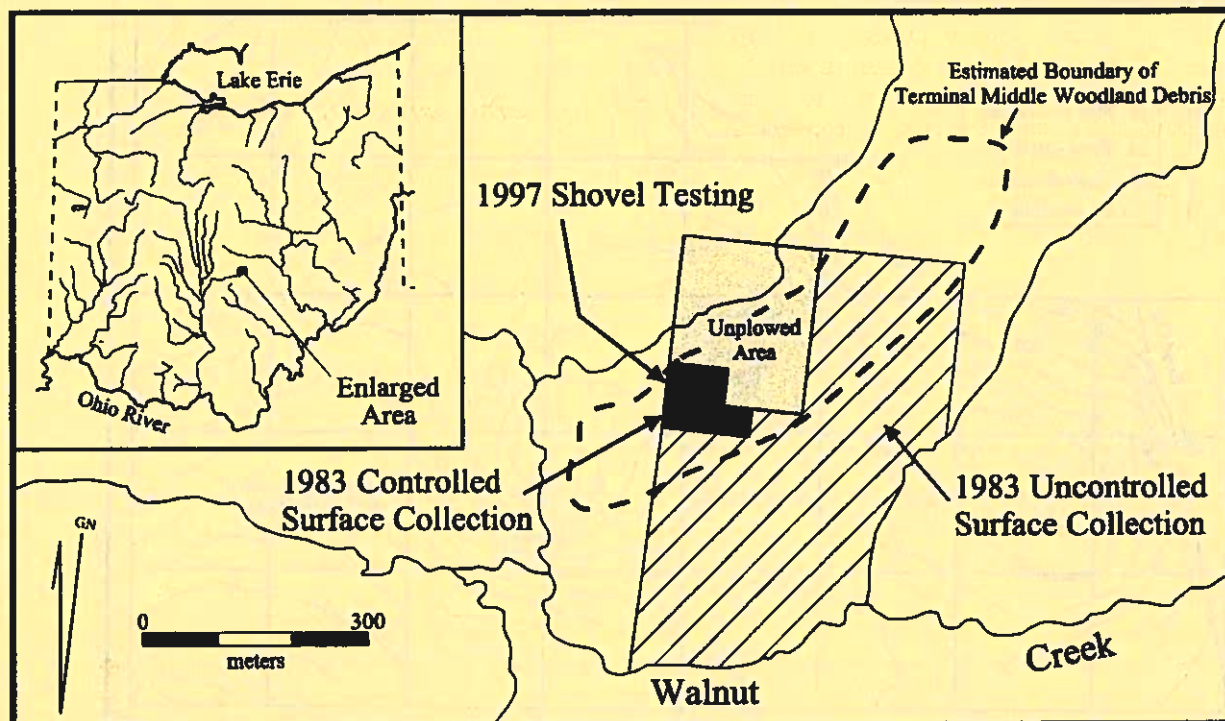 Lake Erie
Ohio River
Enlarged
Area
Estimated Boundary of
Terminal Middle Woodland Debris
1997 Shovel Testing
Unplowed
Area
1983 Controlled
Surface Collection
1983 Uncontrolled
Surface Collection
GN
0 300
meters
Walnut
Creek